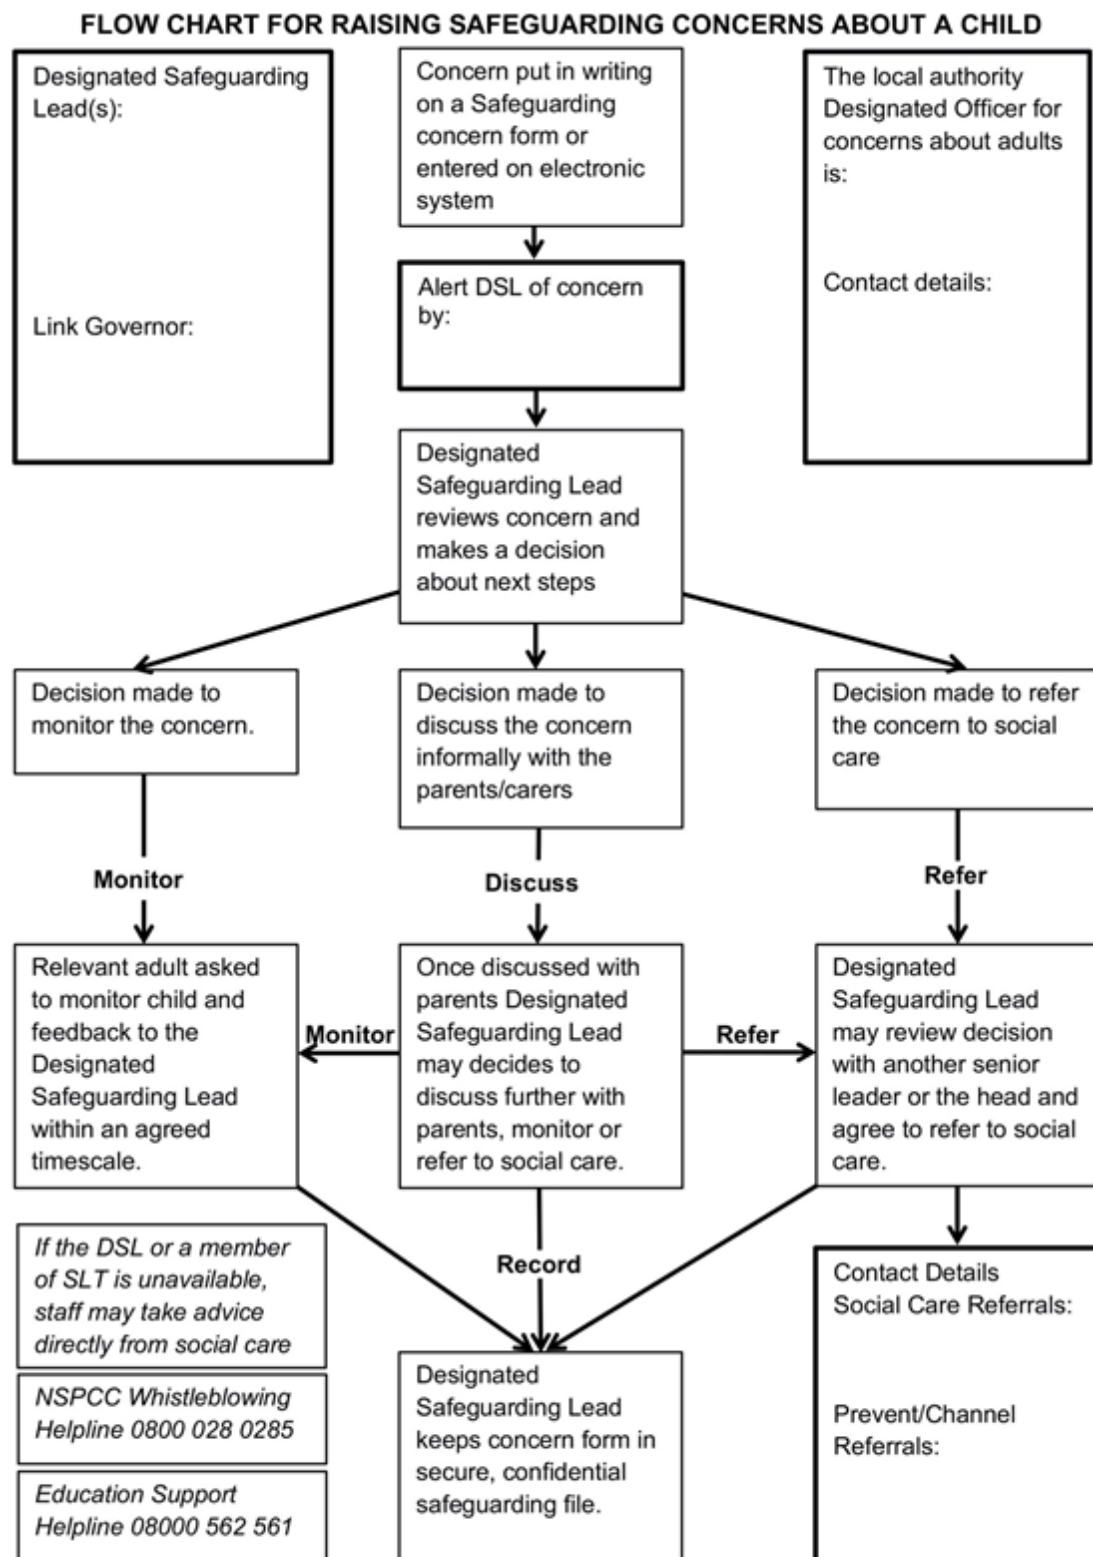 FLOW CHART FOR RAISING SAFEGUARDING CONCERNS ABOUT A CHILD
Designated Safeguarding
Lead(s):
Link Governor:
Concern put in writing
on a Safeguarding
concern form or
entered on electronic
system
The local authority
Designated Officer for
concerns about adults
is:
Contact details:
Alert DSL of concern
by:
Designated
Safeguarding Lead
reviews concern and
makes a decision
about next steps
Decision made to
monitor the concern.
Decision made to
discuss the concern
informally with the
parents/carers
Decision made to refer
the concern to social
care
Monitor
Discuss
Refer
Relevant adult asked
to monitor child and
feedback to the
Designated
Safeguarding Lead
within an agreed
timescale.
Monitor
Once discussed with
parents Designated
Safeguarding Lead
may decides to
discuss further with
parents, monitor or
refer to social care.
Refer
Designated
Safeguarding Lead
may review decision
with another senior
leader or the head and
agree to refer to social
care.
If the DSL or a member
of SLT is unavailable,
staff may take advice
directly from social care
NSPCC Whistleblowing
Helpline 0800 028 0285
Education Support
Helpline 08000 562 561
Record
Designated
Safeguarding Lead
keeps concern form in
secure, confidential
safeguarding file.
Contact Details
Social Care Referrals:
Prevent/Channel
Referrals: